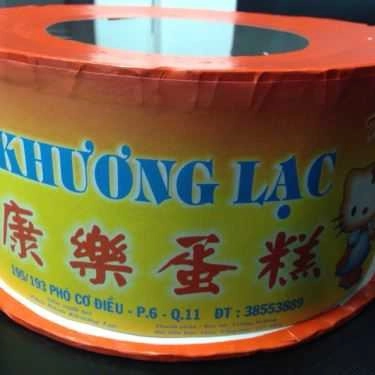 KHƯƠNG LẠC
康樂蛋糕
195/193 PHÓ CƠ ĐIỀU - P.6 - Q.11 ĐT : 38553889